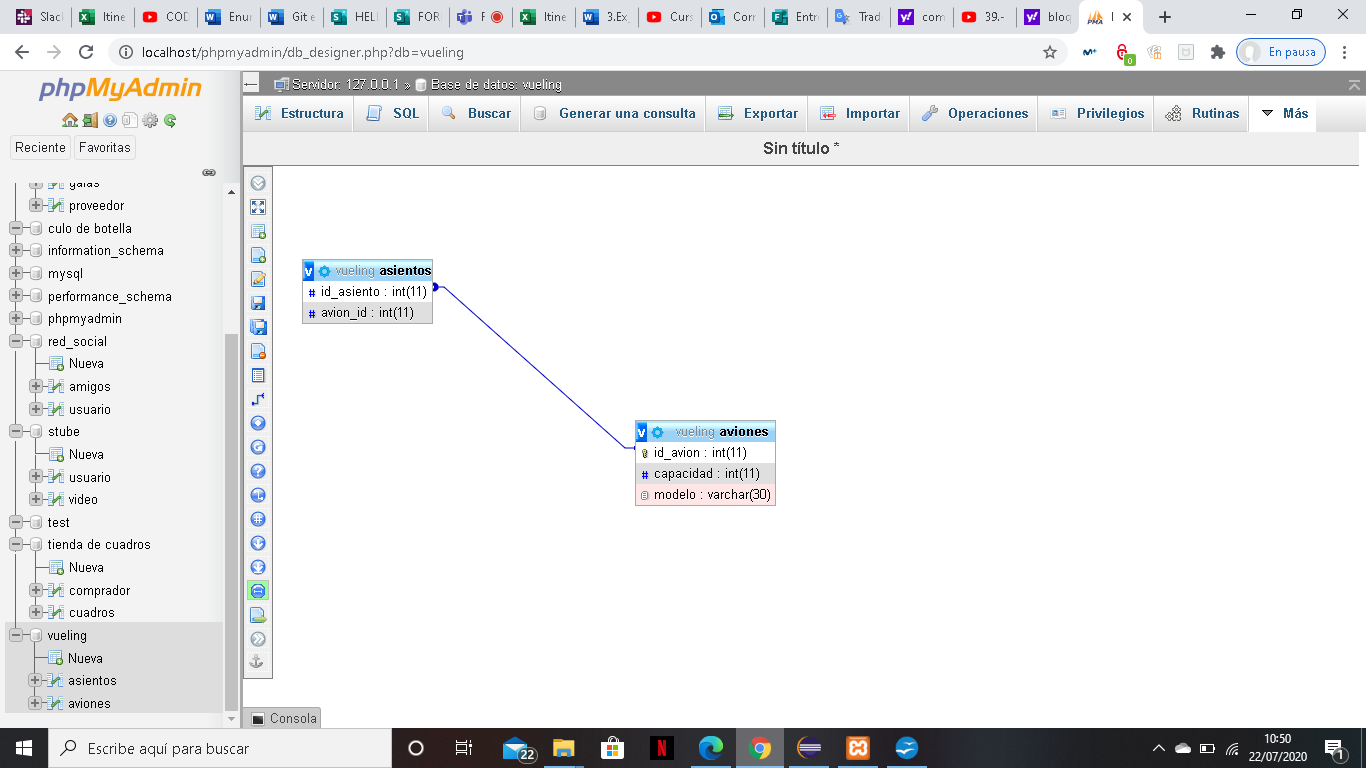 Slac
Itine
COD
Enur
Git e
HEL
FOR
R
Itine
3.Ex
Curs
Corr
Entr
Trad
com
39.-
bloq
localhost/phpmyadmin/db_designer.php?db=vueling
0
En pausa
phpMyAdmin
Reciente
Favoritas
galas
proveedor
culo de botella
information_schema
mysql
performance_schema
phpmyadmin
red_social
Nueva
amigos
usuario
stube
Nueva
usuario
video
test
tienda de cuadros
Nueva
comprador
cuadros
vueling
Nueva
asientos
aviones
Servidor: 127.0.0.1 » Base de datos: vueling
Estructura
SQL
Buscar
Generar una consulta
Exportar
Importar
Operaciones
Privilegios
Rutinas
Más
Sin título *
v vueling asientos
# id_asiento : int(11)
# avion_id : int(11)
v vueling aviones
id_avion : int(11)
# capacidad : int(11)
modelo : varchar(30)
Consola
Escribe aquí para buscar
22
10:50
22/07/2020
1